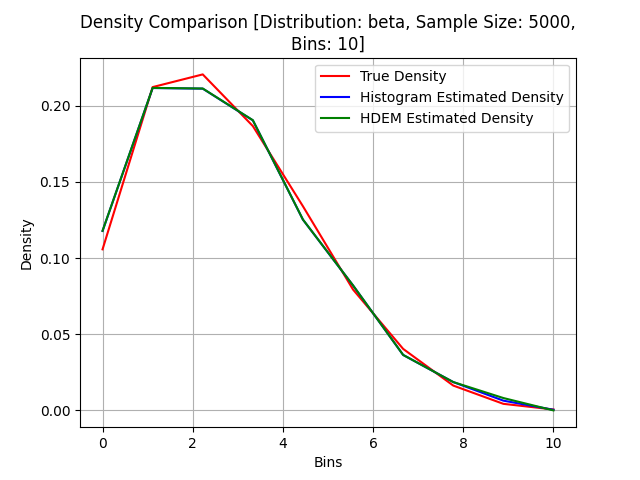 Density Comparison [Distribution: beta, Sample Size: 5000,
Bins: 10]
True Density
Histogram Estimated Density
HDEM Estimated Density
Density
0.20
0.15
0.10
0.05
0.00
0 2 4 6 8 10
Bins